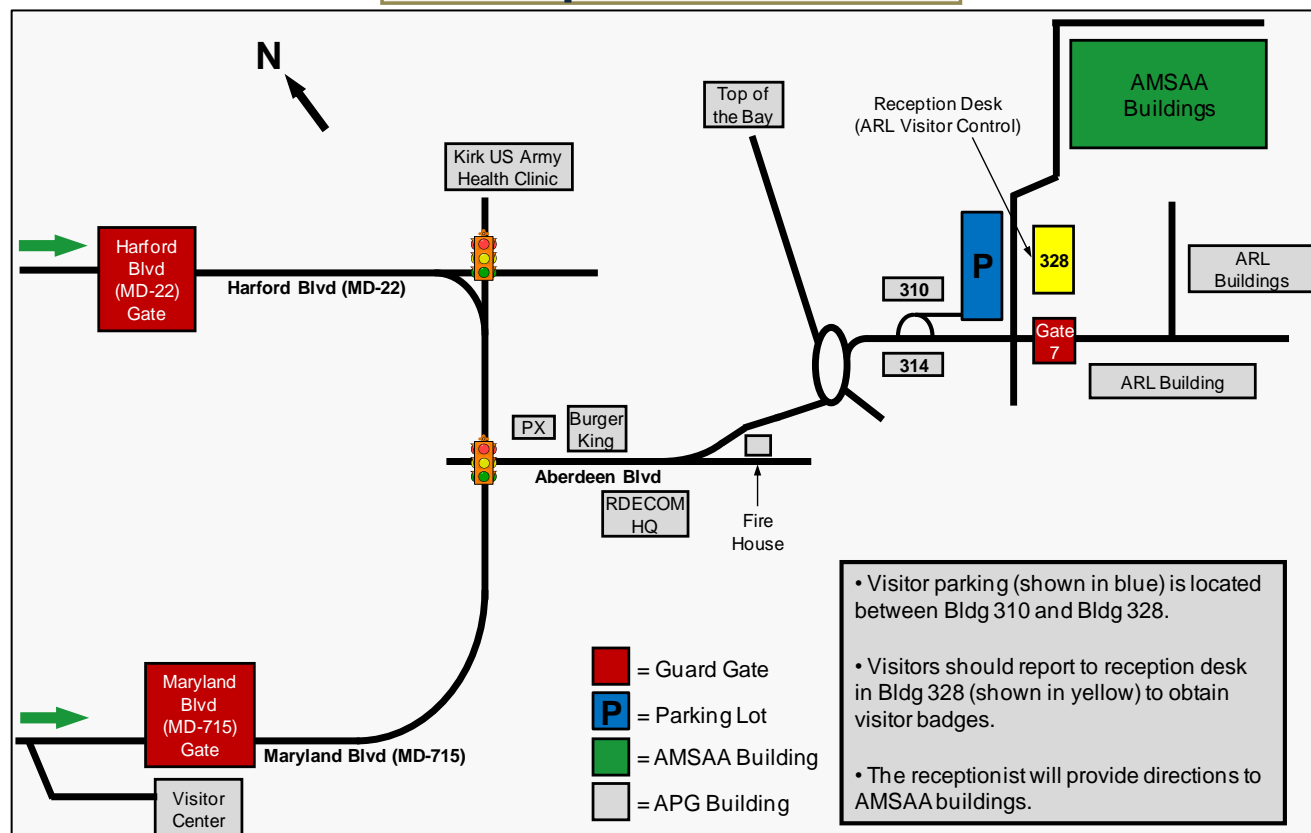 N
Top of
the Bay
Reception Desk
(ARL Visitor Control)
AMSAA
Buildings
Kirk US Army
Health Clinic
Harford
Blvd
(MD-22)
Gate
Harford Blvd (MD-22)
P
328
ARL
Buildings
310
314
Gate
7
ARL Building
PX
Burger
King
Aberdeen Blvd
RDECOM
HQ
Fire
House
Maryland
Blvd
(MD-715)
Gate
Maryland Blvd (MD-715)
Visitor
Center
= Guard Gate
P = Parking Lot
= AMSAA Building
= APG Building
• Visitor parking (shown in blue) is located
between Bldg 310 and Bldg 328.
• Visitors should report to reception desk
in Bldg 328 (shown in yellow) to obtain
visitor badges.
• The receptionist will provide directions to
AMSAA buildings.